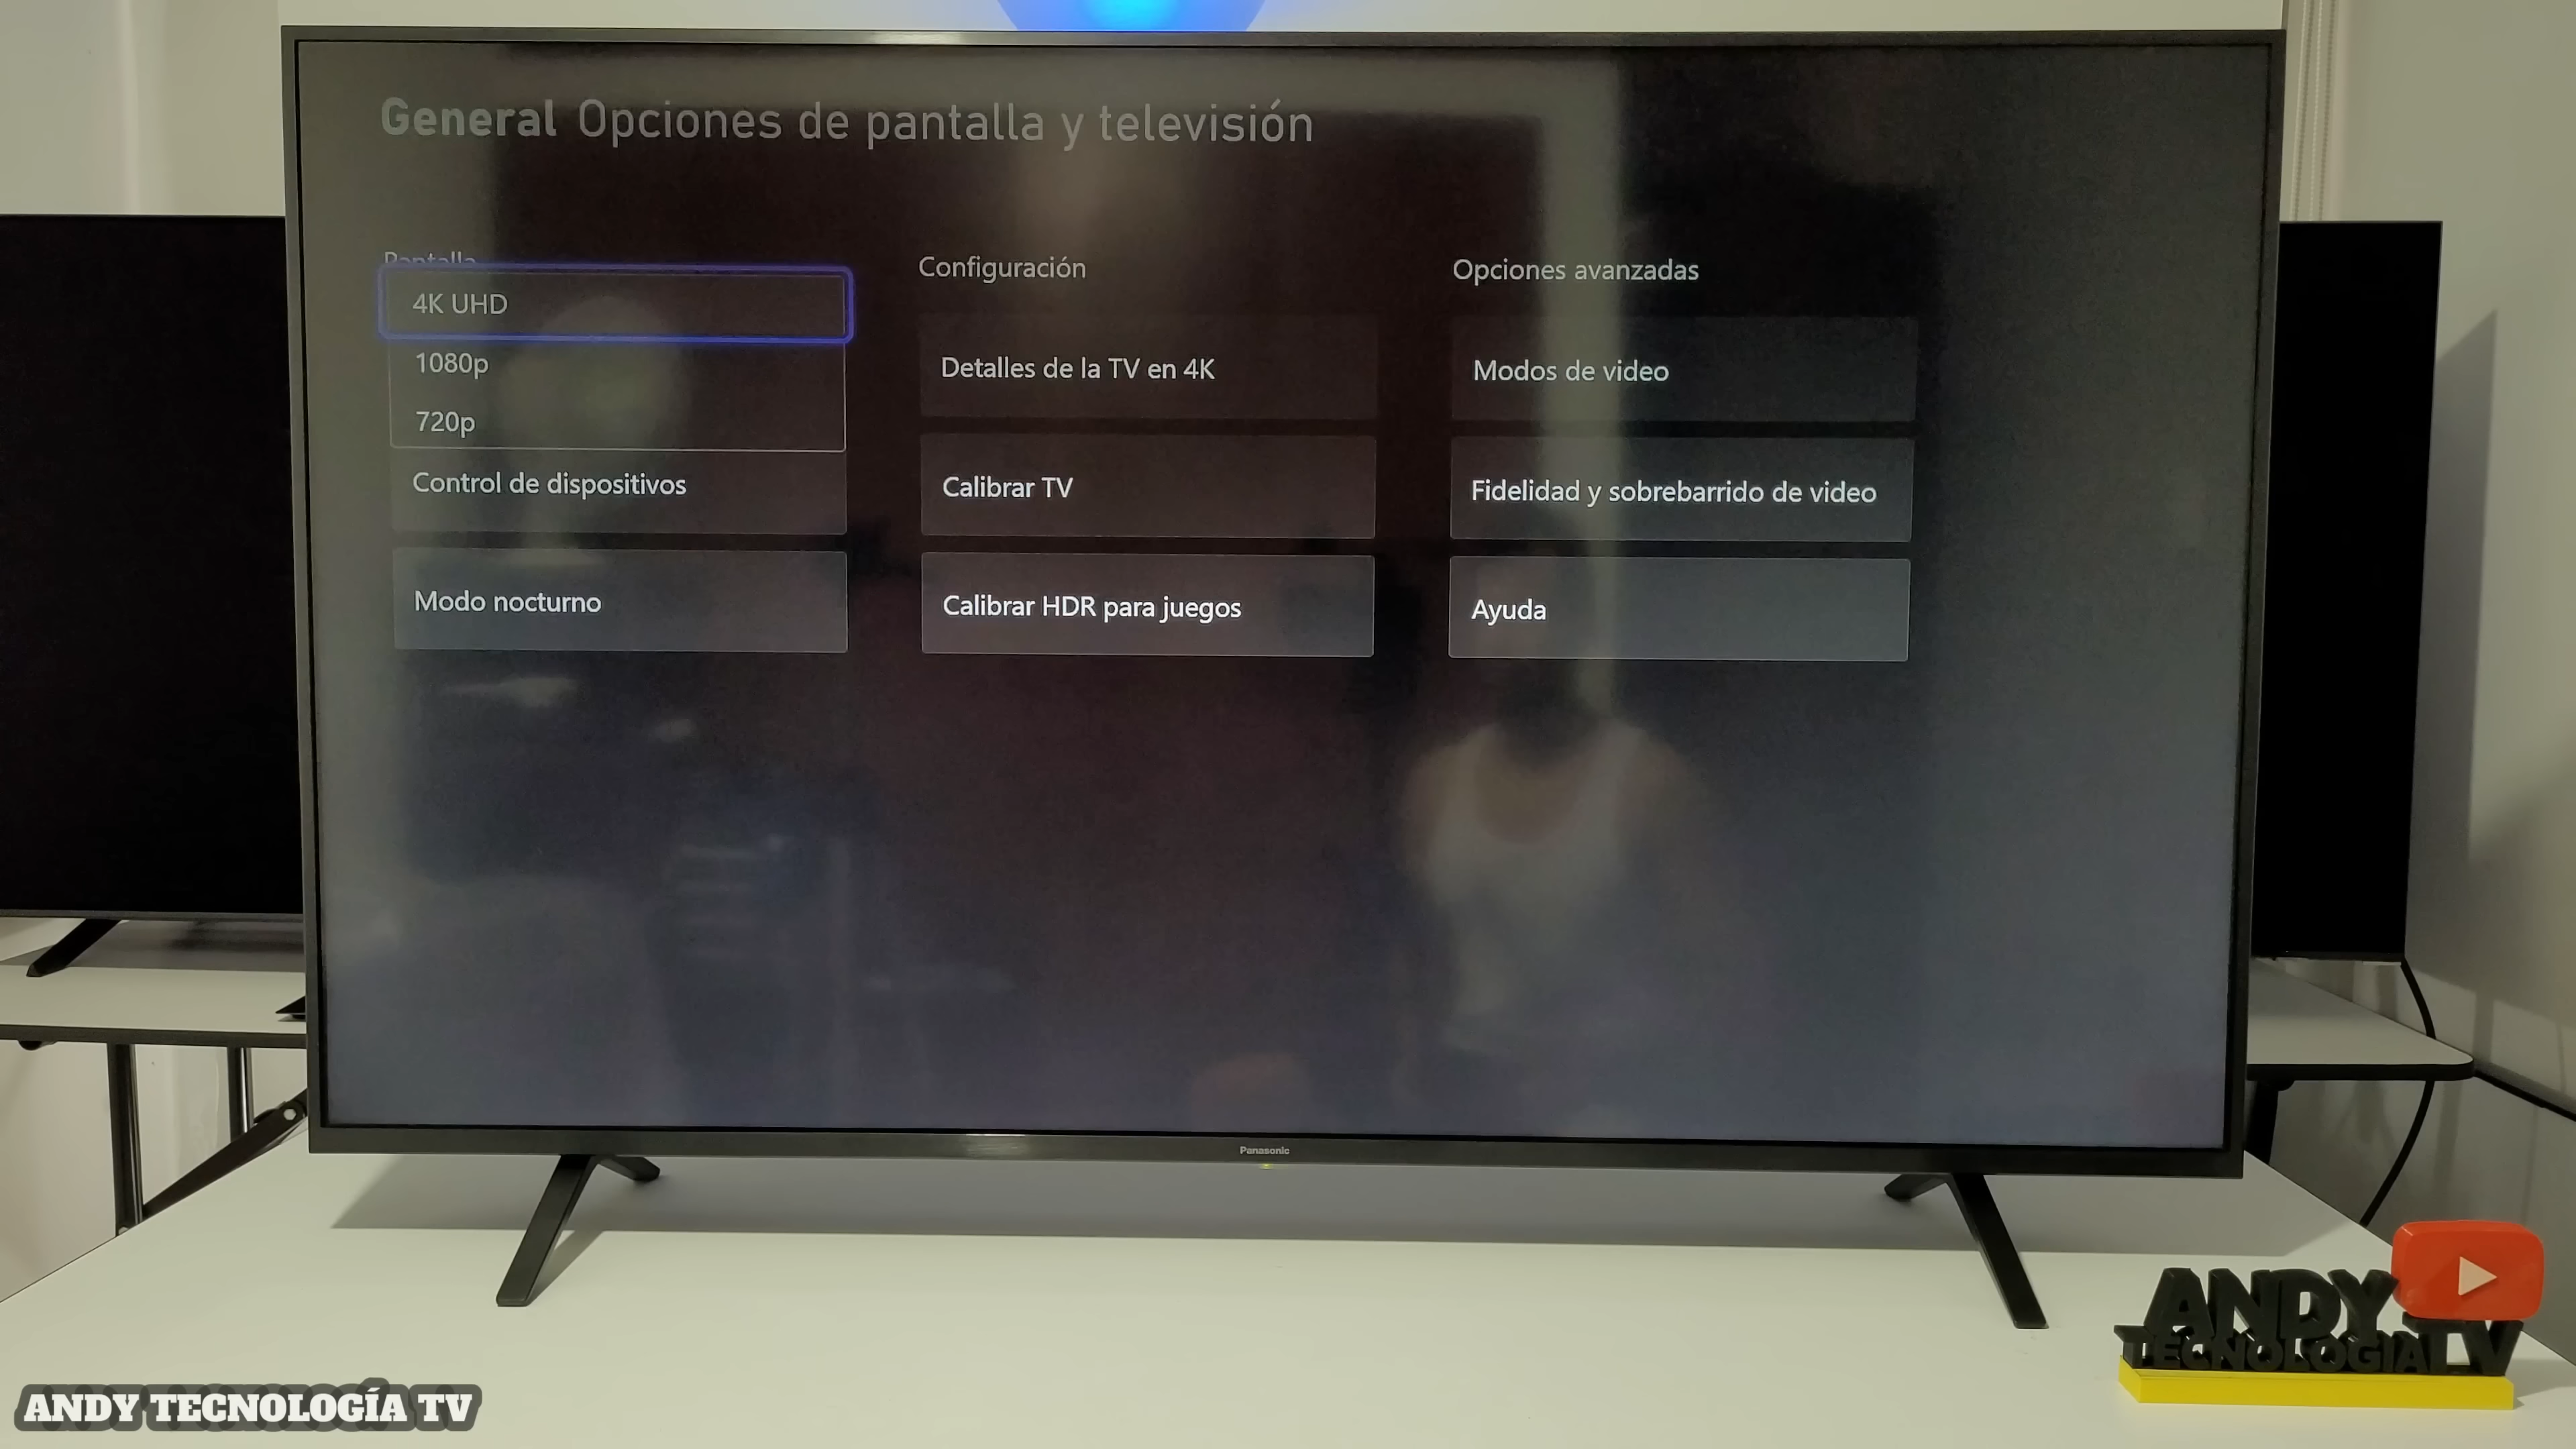 General Opciones de pantalla y televisión
Pantalla
4K UHD
1080p
720p
Control de dispositivos
Modo nocturno
Configuración
Detalles de la TV en 4K
Calibrar TV
Calibrar HDR para juegos
Opciones avanzadas
Modos de video
Fidelidad y sobrebarrido de video
Ayuda
Panasonic
ANDY
TECNOLOGIA TV
ANDY TECNOLOGÍA TV